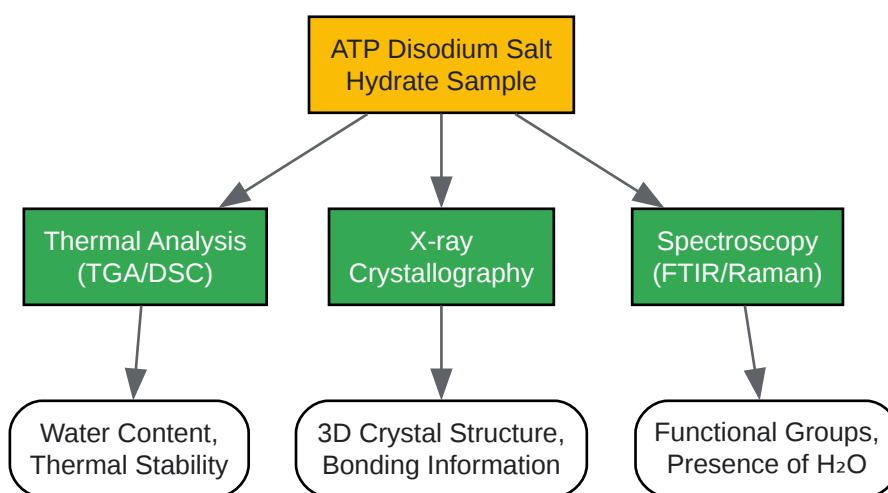 ATP Disodium Salt
Hydrate Sample
Thermal Analysis
(TGA/DSC)
X-ray
Crystallography
Spectroscopy
(FTIR/Raman)
Water Content,
Thermal Stability
3D Crystal Structure,
Bonding Information
Functional Groups,
Presence of H₂O